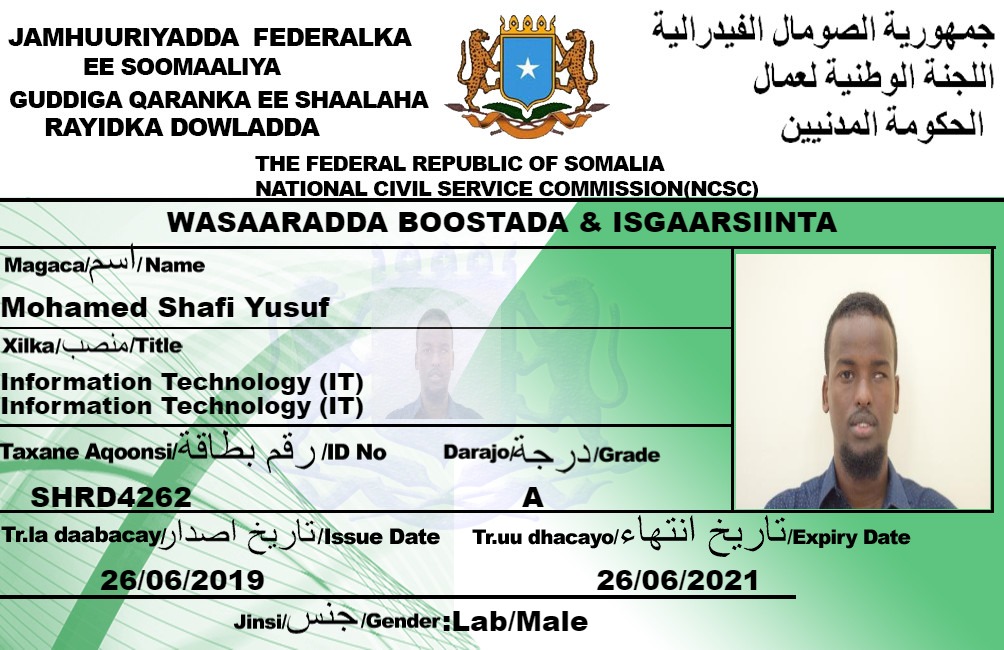 JAMHUURIYADDA FEDERALKA
EE SOOMAALIYA
GUDDIGA QARANKA EE SHAALAHA
RAYIDKA DOWLADDA
جمهورية الصومال الفيدرالية
اللجنة الوطنية لعمال
الحكومة المدنيين
THE FEDERAL REPUBLIC OF SOMALIA
NATIONAL CIVIL SERVICE COMMISSION(NCSC)
WASAARADDA BOOSTADA & ISGAARSIINTA
Magaca/اسم/Name
Mohamed Shafi Yusuf
Xilka/منصب/Title
Information Technology (IT)
Information Technology (IT)
Taxane Aqoonsi/رقم بطاقة/ID No
Darajo/درجة/Grade
SHRD4262
A
Tr.la daabacay/تاريخ اصدار/Issue Date
Tr.uu dhacayo/تاريخ انتهاء/Expiry Date
26/06/2019
26/06/2021
Jinsi/جنس/Gender:Lab/Male